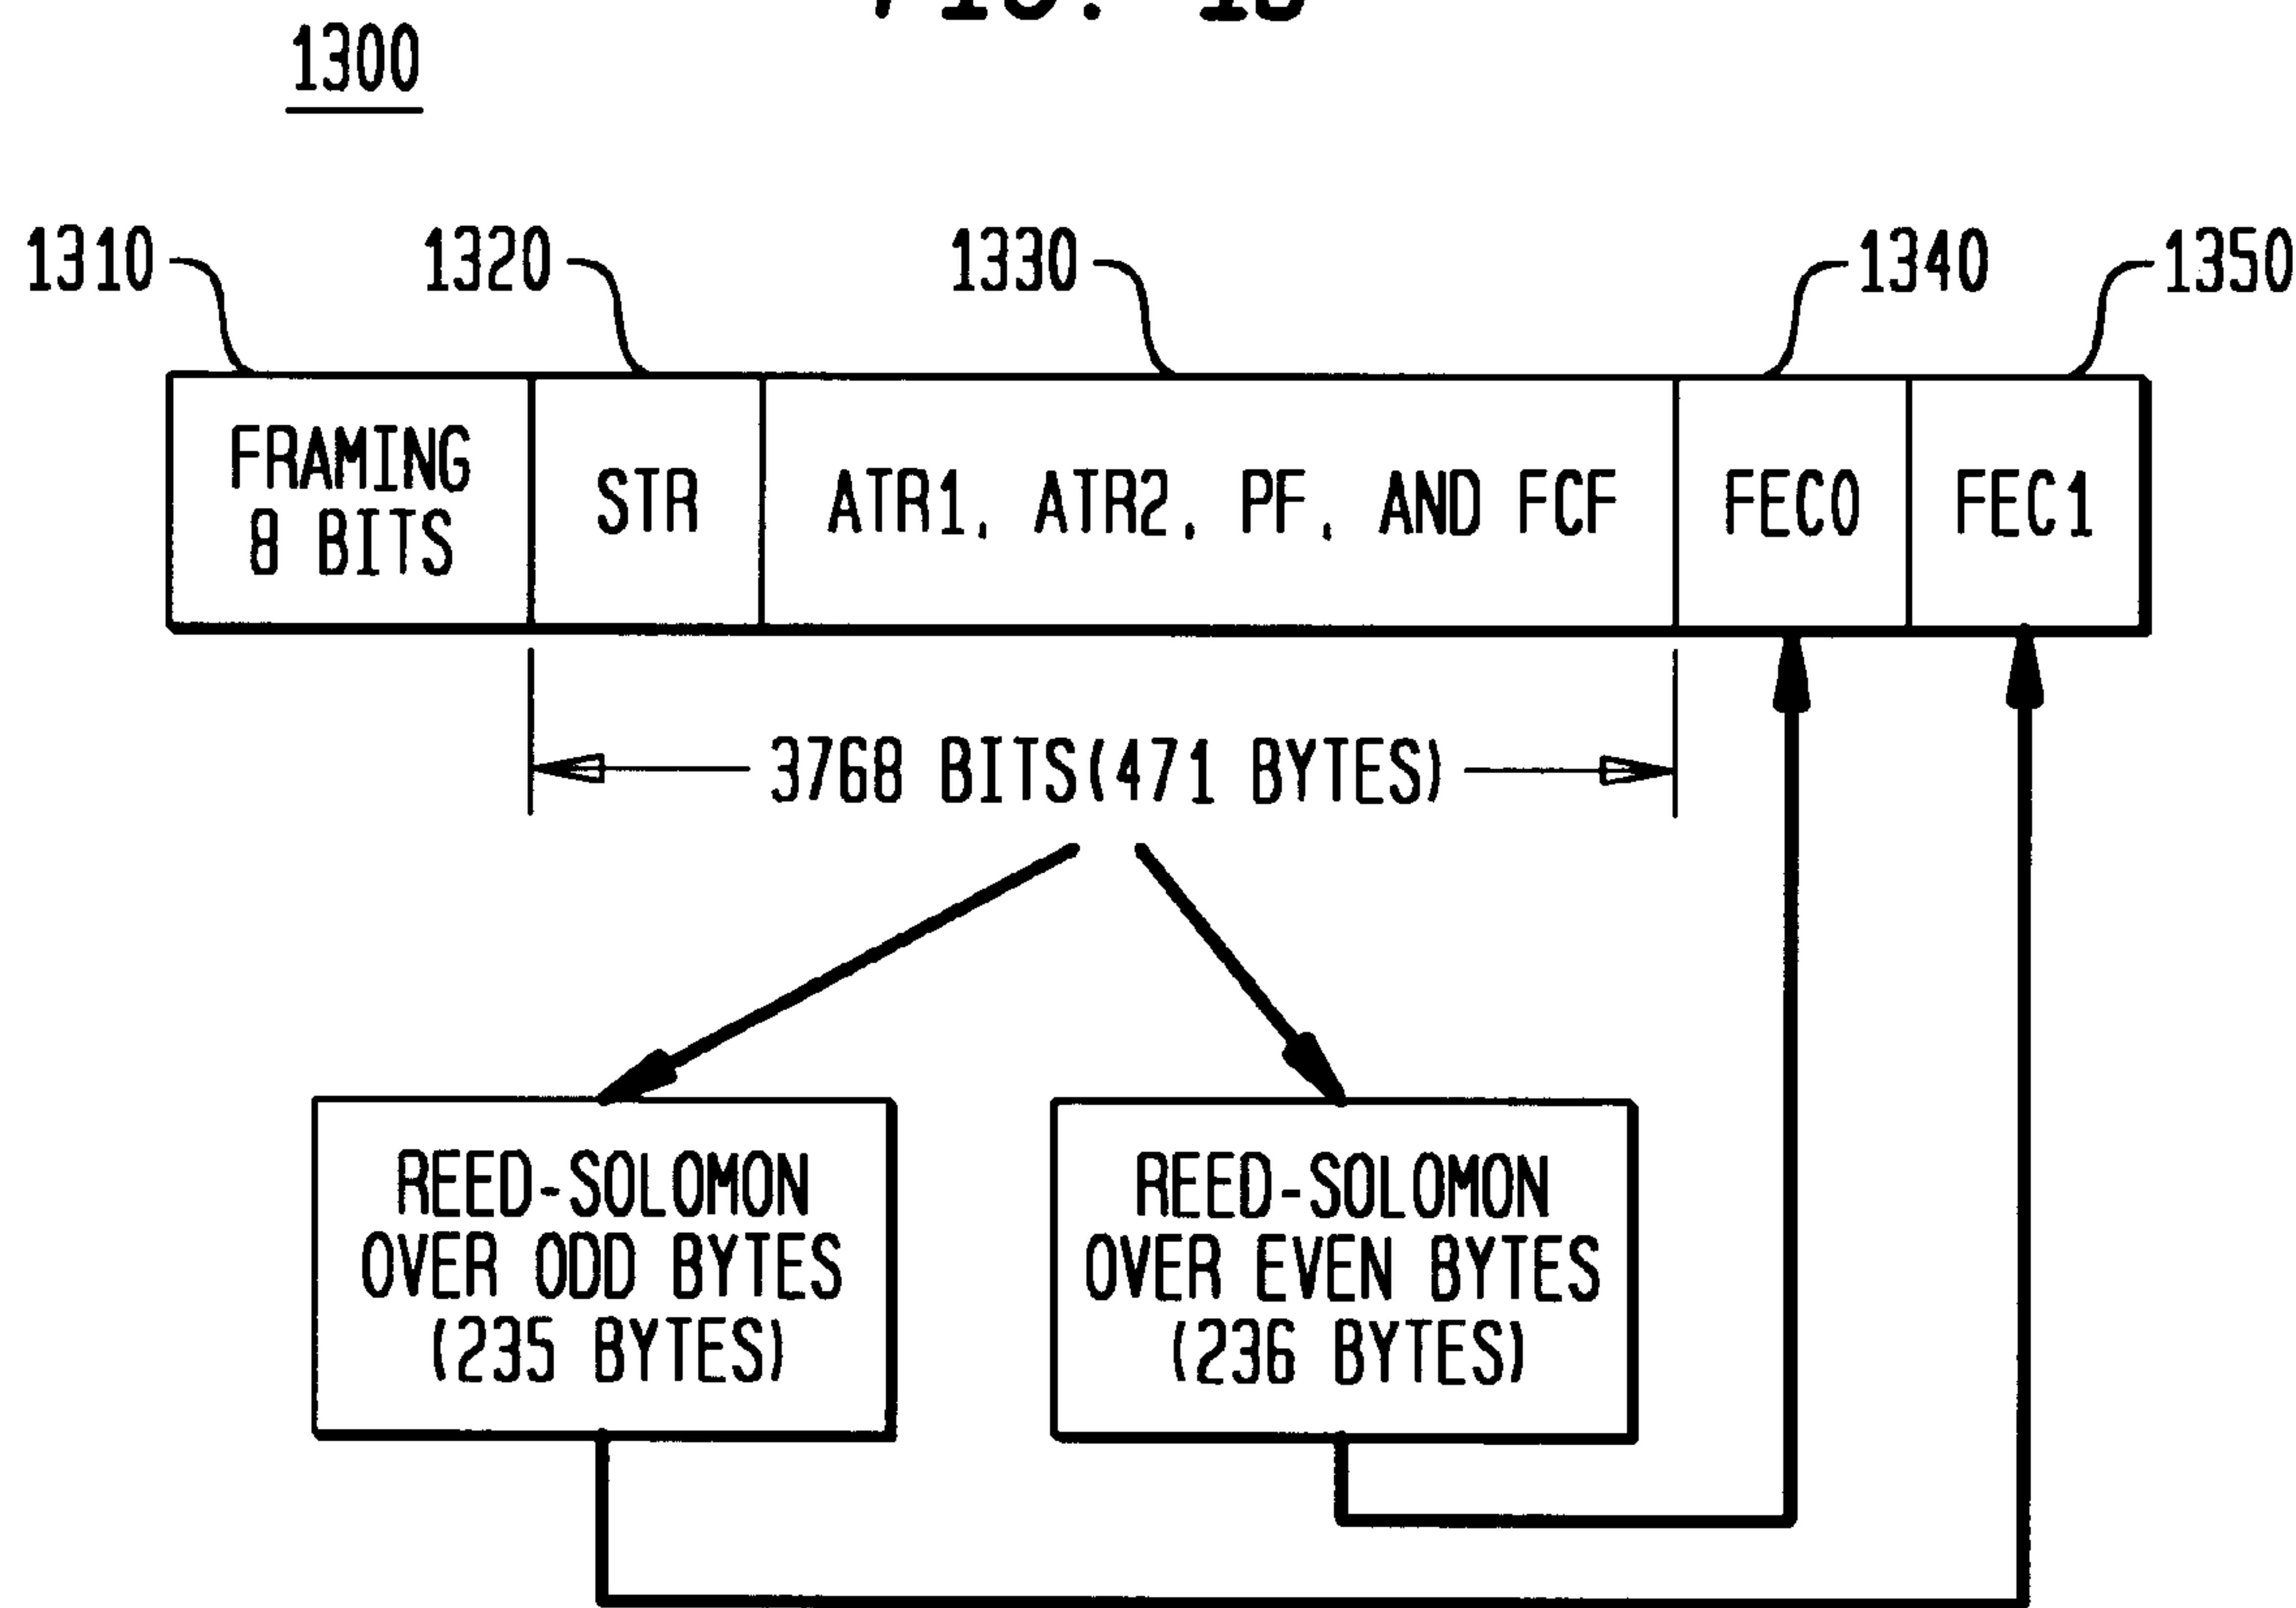 1300
1310
1320
1330
1340
1350
FRAMING
8 BITS
STR
ATR1, ATR2, PF, AND FCF
FEC0
FEC1
3768 BITS(471 BYTES)
REED-SOLOMON
OVER ODD BYTES
(235 BYTES)
REED-SOLOMON
OVER EVEN BYTES
(236 BYTES)